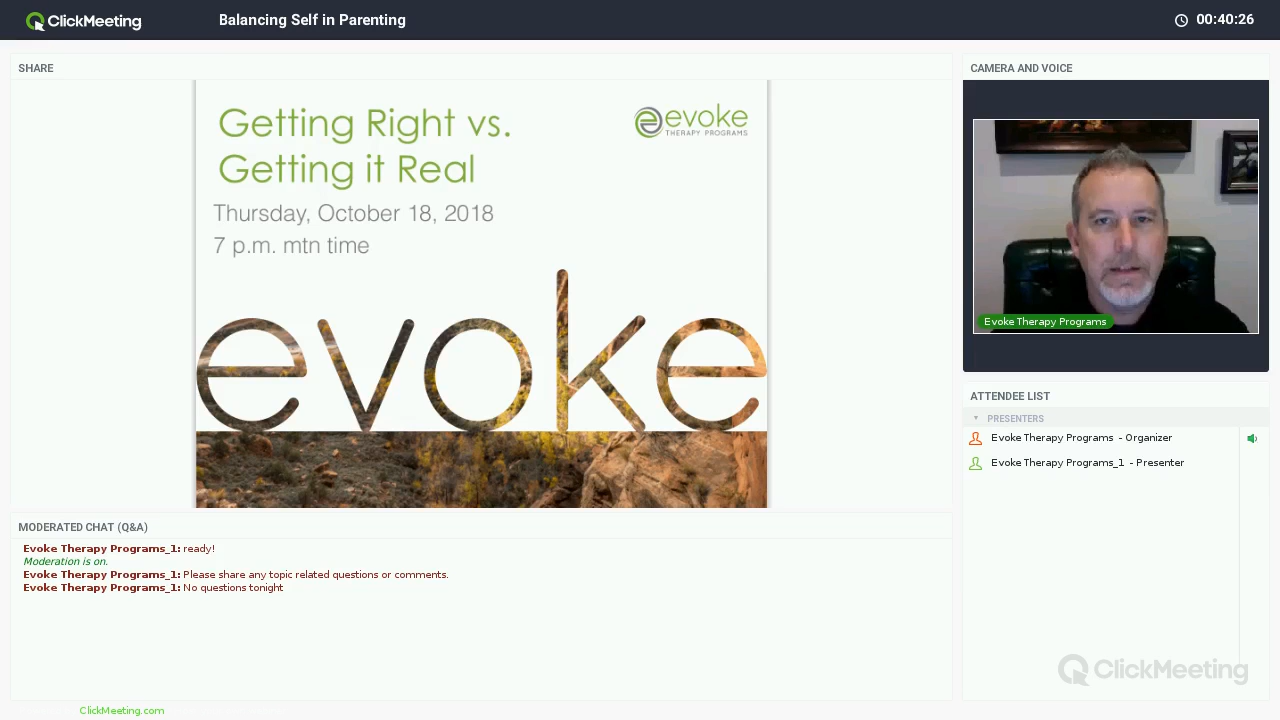 ClickMeeting
Balancing Self in Parenting
00:40:26
SHARE
Getting Right vs.
Getting it Real
evoke
THERAPY PROGRAMS
Thursday, October 18, 2018
7 p.m. mtn time
evoke
CAMERA AND VOICE
Evoke Therapy Programs
ATTENDEE LIST
PRESENTERS
Evoke Therapy Programs - Organizer
Evoke Therapy Programs_1 - Presenter
MODERATED CHAT (Q&A)
Evoke Therapy Programs_1: ready!
Moderation is on.
Evoke Therapy Programs_1: Please share any topic related questions or comments.
Evoke Therapy Programs_1: No questions tonight
ClickMeeting
ClickMeeting.com